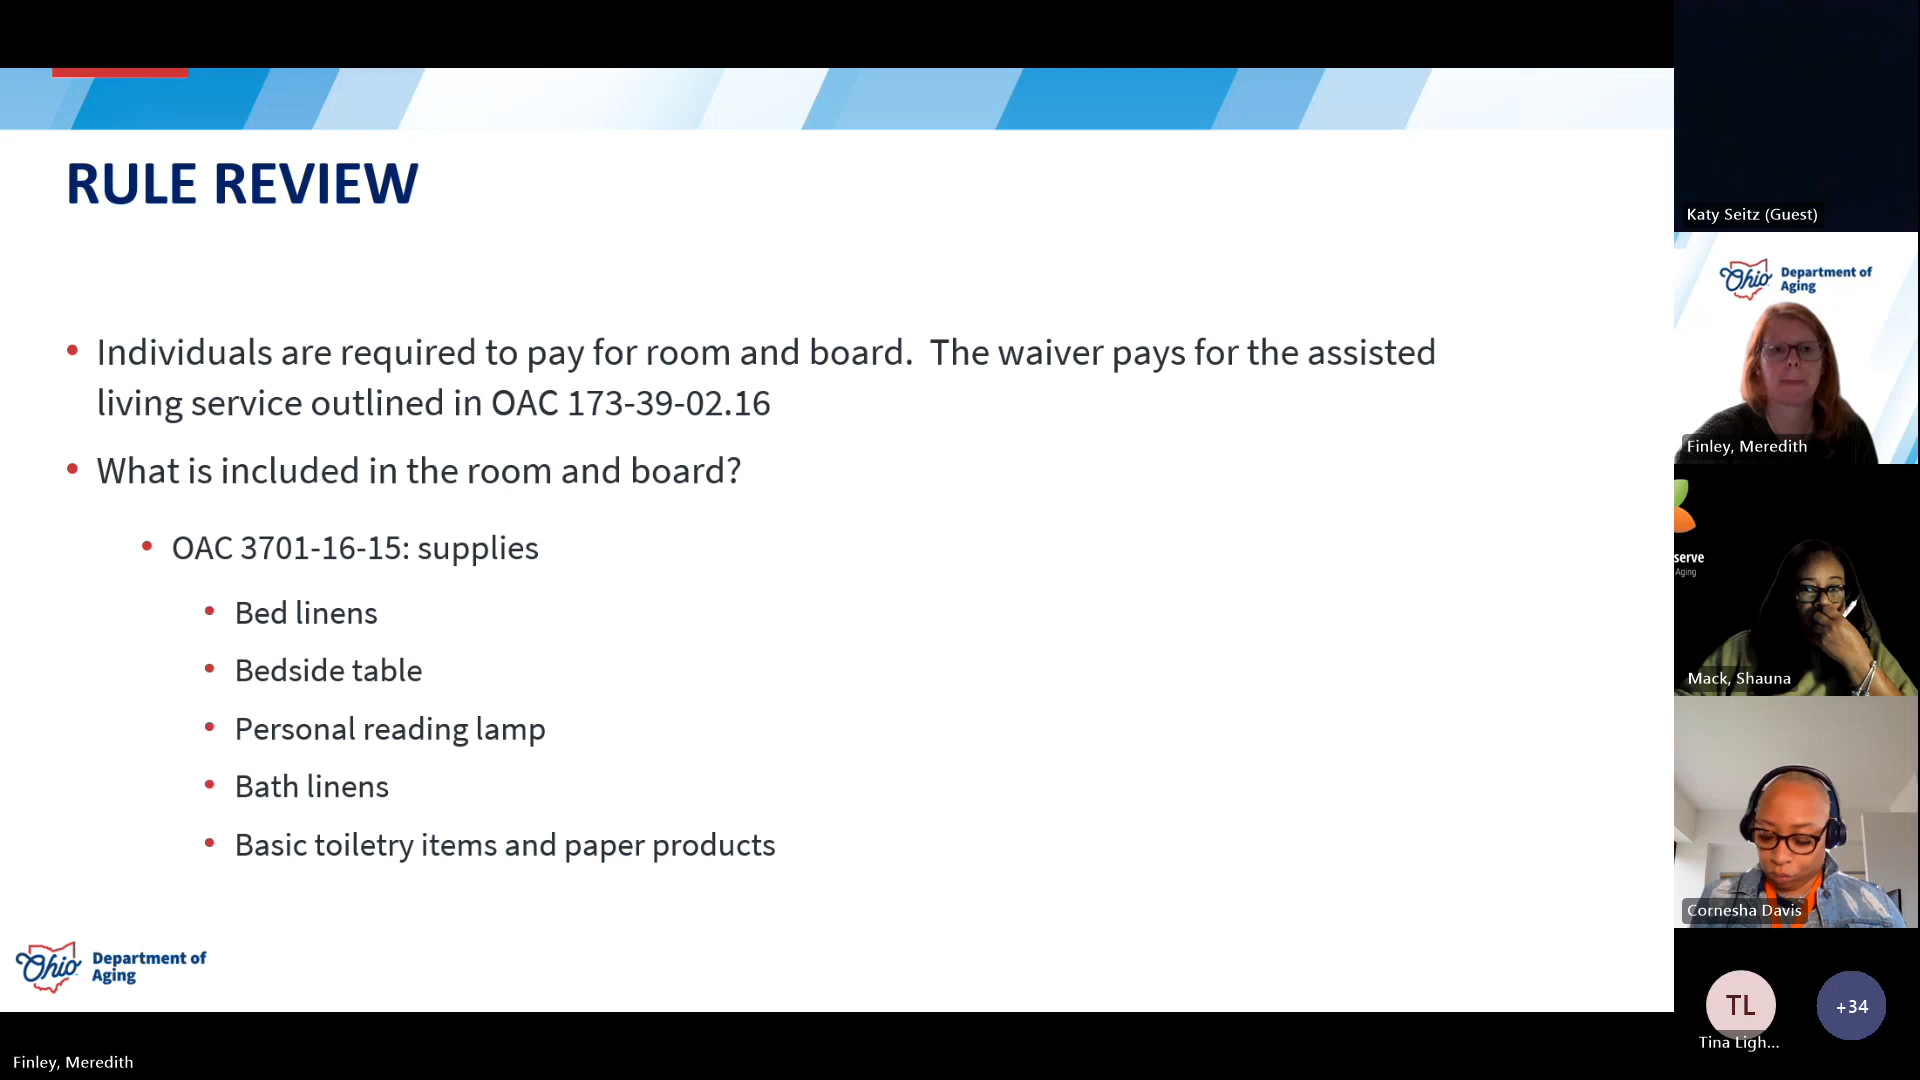 RULE REVIEW
• Individuals are required to pay for room and board.  The waiver pays for the assisted
living service outlined in OAC 173-39-02.16
• What is included in the room and board?
• OAC 3701-16-15: supplies
• Bed linens
• Bedside table
• Personal reading lamp
• Bath linens
• Basic toiletry items and paper products
Ohio Department of
Aging
Finley, Meredith
Katy Seitz (Guest)
Ohio Department of
Aging
Finley, Meredith
serve
Aging
Mack, Shauna
Cornesha Davis
TL
+34
Tina Ligh...